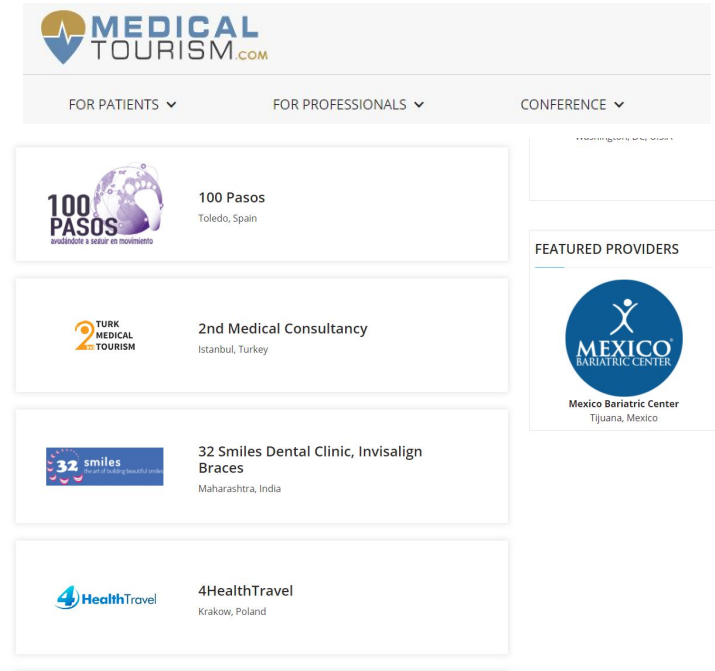 MEDICAL
TOURISM.COM
FOR PATIENTS
FOR PROFESSIONALS
CONFERENCE
100
PASOS
ayudándote a seguir en movimiento
100 Pasos
Toledo, Spain
TURK
MEDICAL
TOURISM
2nd Medical Consultancy
Istanbul, Turkey
32 smiles
the art of building beautiful smiles
32 Smiles Dental Clinic, Invisalign
Braces
Maharashtra, India
4HealthTravel
4HealthTravel
Krakow, Poland
Washington, DC, U.S.A
FEATURED PROVIDERS
MEXICO
BARIATRIC CENTER
Mexico Bariatric Center
Tijuana, Mexico